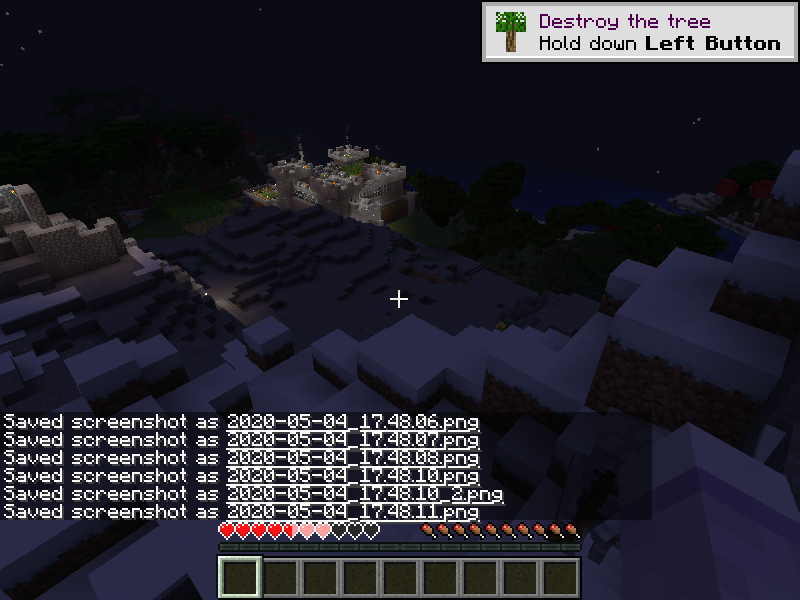 Destroy the tree
Hold down Left Button
Saved screenshot as 2020-05-04_17.48.06.png
Saved screenshot as 2020-05-04_17.48.07.png
Saved screenshot as 2020-05-04_17.48.08.png
Saved screenshot as 2020-05-04_17.48.10.png
Saved screenshot as 2020-05-04_17.48.10_2.png
Saved screenshot as 2020-05-04_17.48.11.png